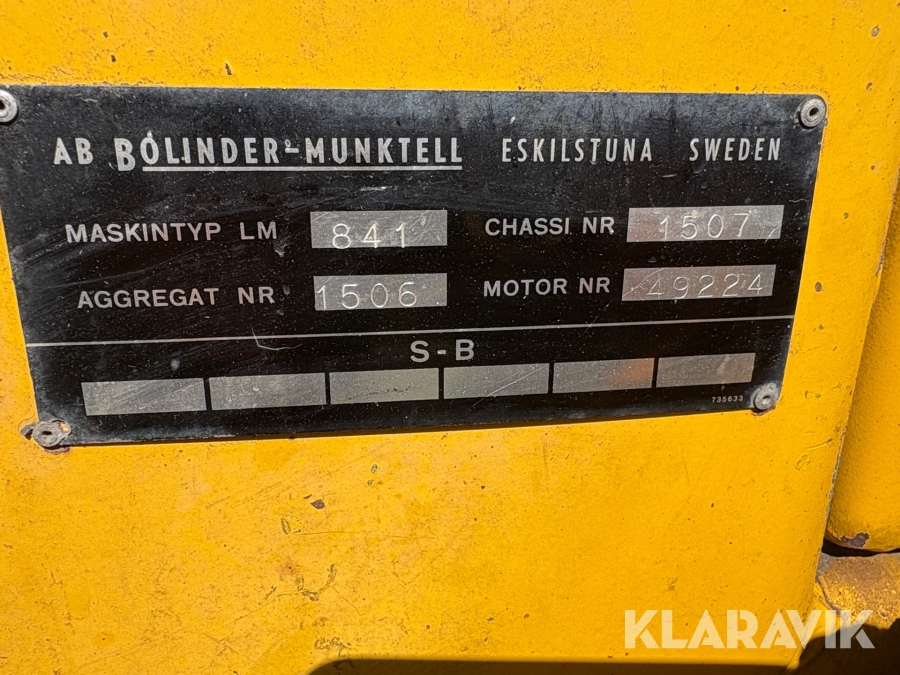 AB BOLINDER-MUNKTELL ESKILSTUNA SWEDEN
MASKINTYP LM 841 CHASSI NR 1507
AGGREGAT NR 1506 MOTOR NR 49224
S-B
735633
KLARAVIK